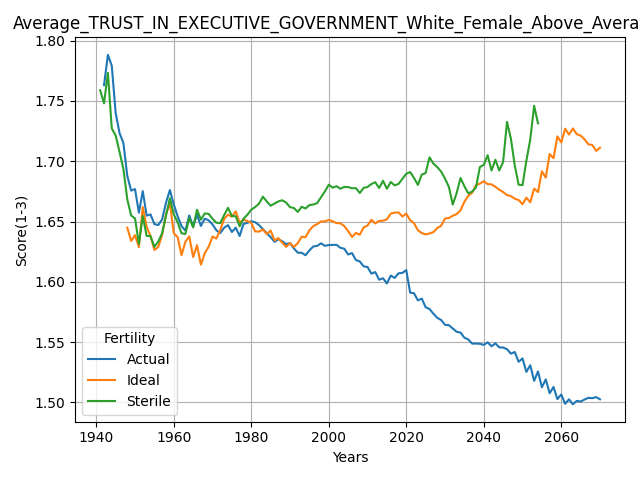 Average_TRUST_IN_EXECUTIVE_GOVERNMENT_White_Female_Above_Avera
1.80
1.75
1.70
1.65
1.60
1.55
1.50
Score(1-3)
Fertility
Actual
Ideal
Sterile
1940 1960 1980 2000 2020 2040 2060
Years